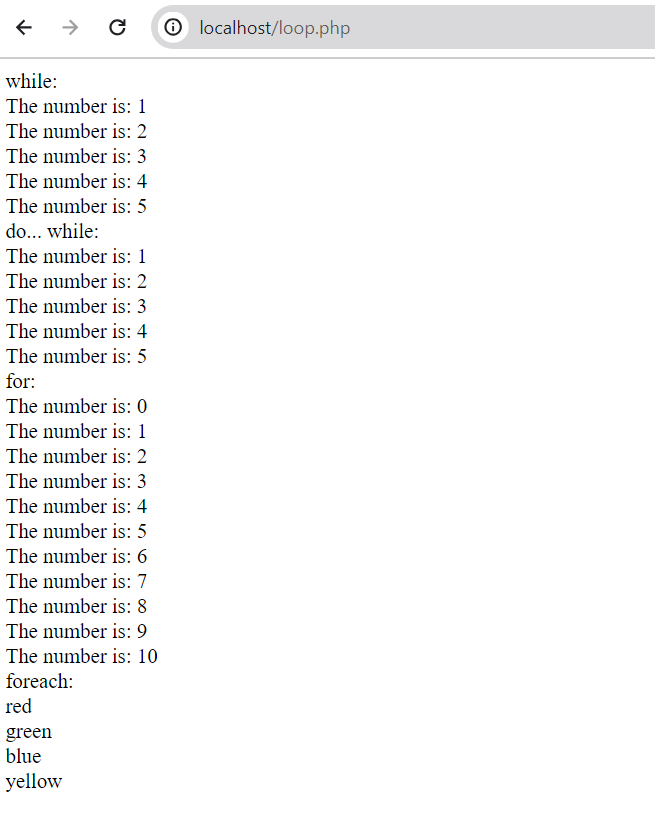 localhost/loop.php
while:
The number is: 1
The number is: 2
The number is: 3
The number is: 4
The number is: 5
do... while:
The number is: 1
The number is: 2
The number is: 3
The number is: 4
The number is: 5
for:
The number is: 0
The number is: 1
The number is: 2
The number is: 3
The number is: 4
The number is: 5
The number is: 6
The number is: 7
The number is: 8
The number is: 9
The number is: 10
foreach:
red
green
blue
yellow